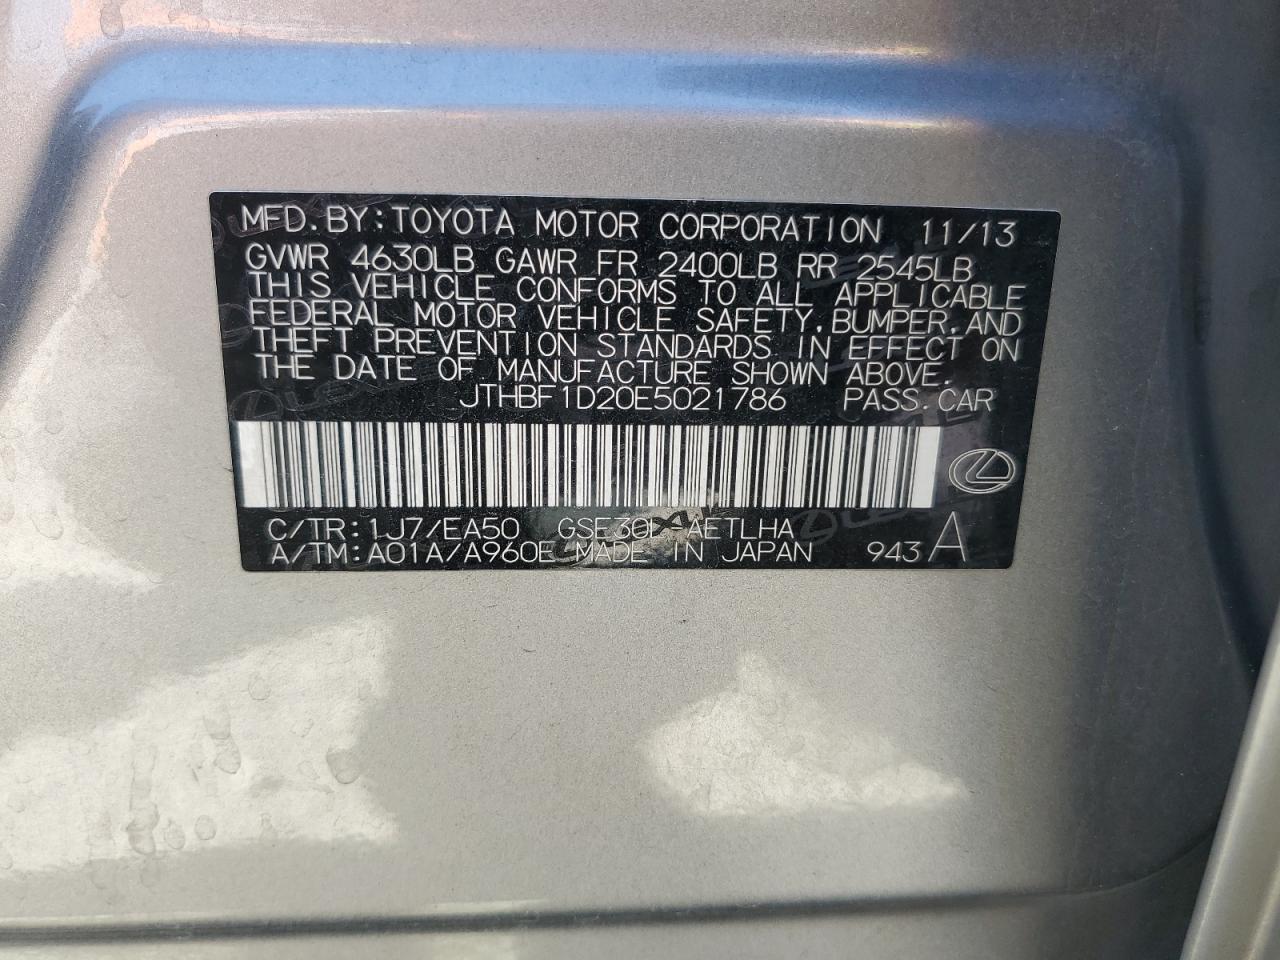 MFD. BY: TOYOTA MOTOR CORPORATION 11/13
GVWR 4630LB GAWR FR 2400LB RR 2545LB
THIS VEHICLE CONFORMS TO ALL APPLICABLE
FEDERAL MOTOR VEHICLE SAFETY, BUMPER, AND
THEFT PREVENTION STANDARDS IN EFFECT ON
THE DATE OF MANUFACTURE SHOWN ABOVE.
JTHBF1D20E5021786 PASS. CAR
C/TR: 1J7/EA50 GSE30L-AETLHA
A/TM: A01A/A960E MADE IN JAPAN 943 A